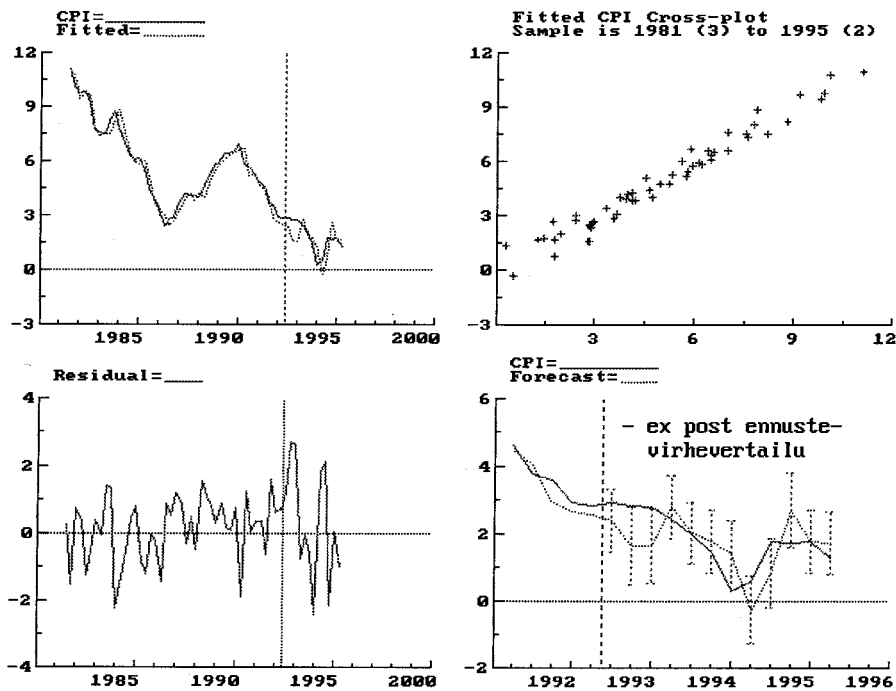 CPI=
Fitted=
12
9
6
3
0
-3
1985 1990 1995 2000
Fitted CPI Cross-plot
Sample is 1981 (3) to 1995 (2)
12
9
6
3
0
-3
3 6 9 12
Residual=
4
2
0
-2
-4
1985 1990 1995 2000
CPI=
Forecast=
6
4
2
0
-2
- ex post ennuste-
virhevertailu
1992 1993 1994 1995 1996